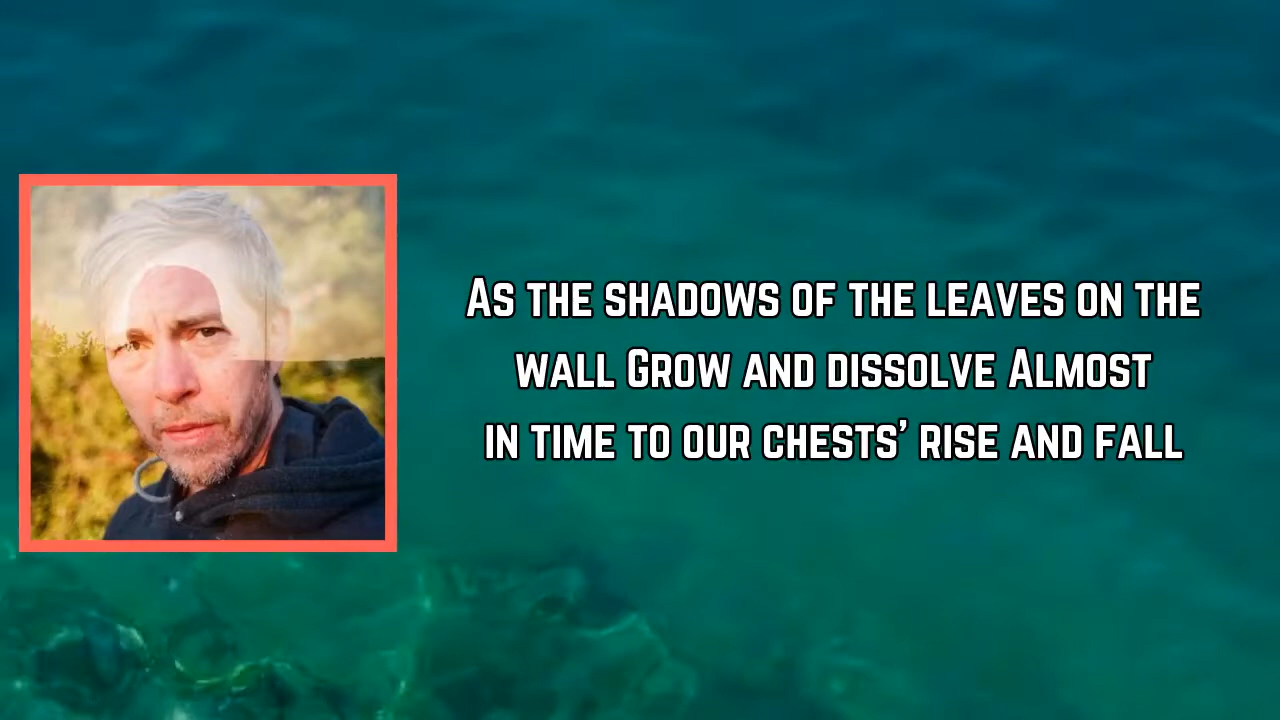 As the shadows of the leaves on the
wall Grow and dissolve Almost
in time to our chests’ rise and fall